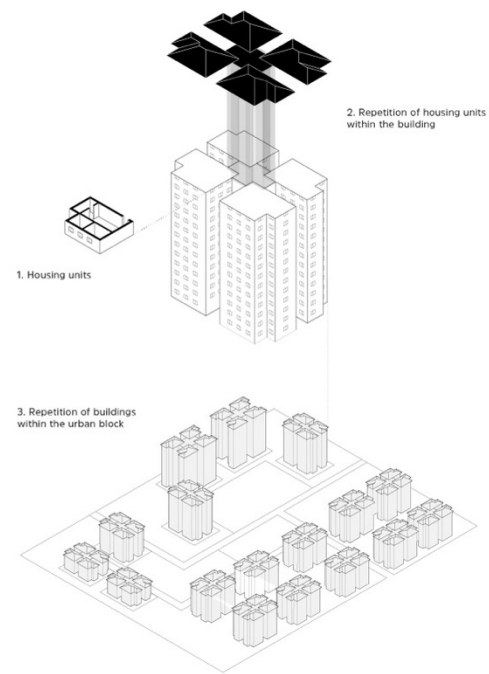 2. Repetition of housing units
within the building
1. Housing units
3. Repetition of buildings
within the urban block